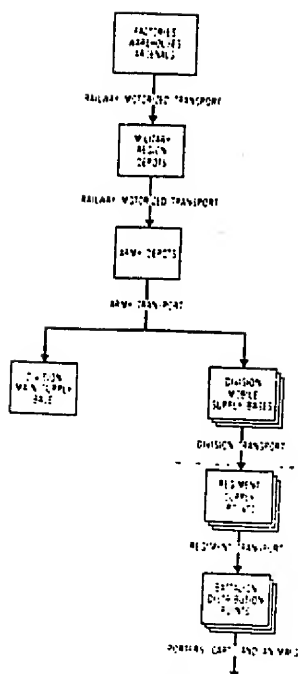 FACTORIES
WAREHOUSES
ARSENALS
RAILWAY MOTORIZED TRANSPORT
MILITARY
REGION
DEPOTS
RAILWAY MOTORIZED TRANSPORT
ARMY DEPOTS
ARMY TRANSPORT
DIVISION
MAIN SUPPLY
BASE
DIVISION
MOBILE
SUPPLY BASES
DIVISION TRANSPORT
REGIMENT
SUPPLY
POINTS
REGIMENT TRANSPORT
BATTALION
DISTRIBUTION
POINTS
PORTERS, CARTS AND ANIMALS